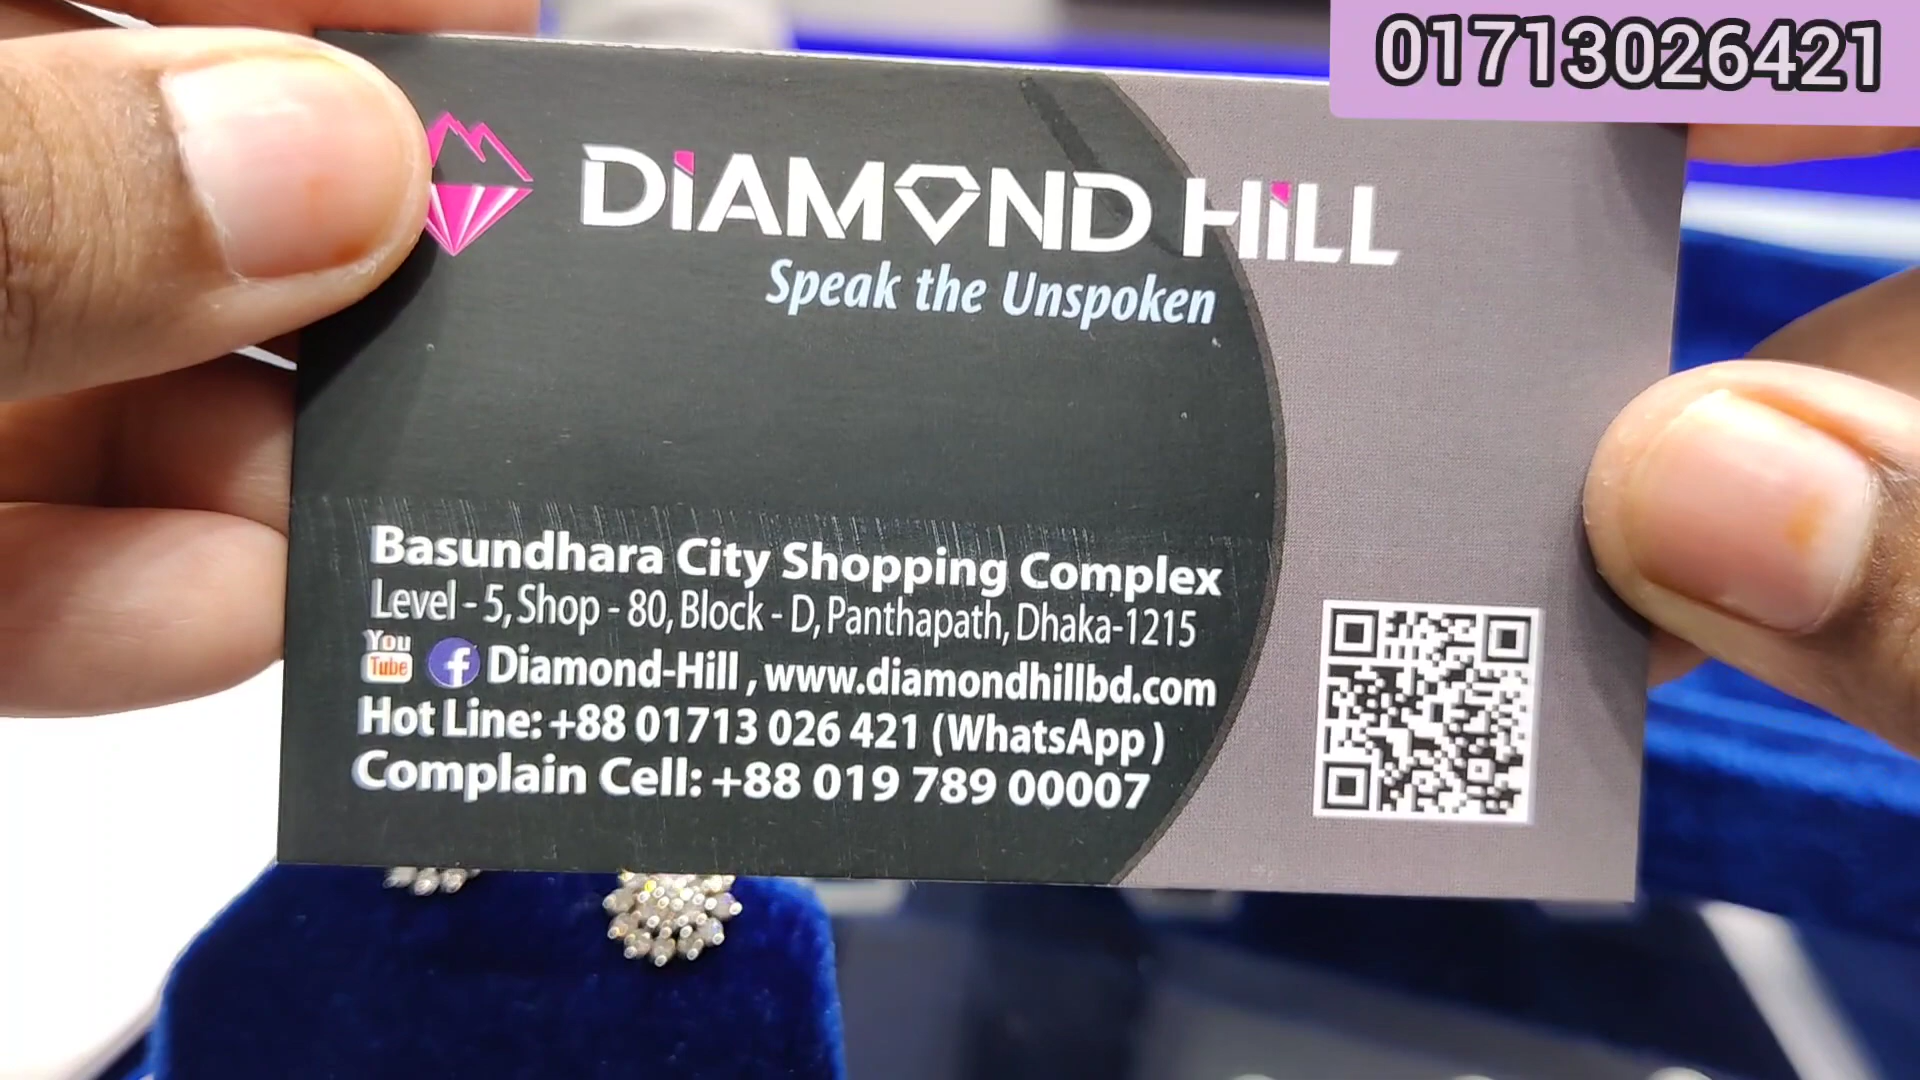 01713026421
DiAMOND HiLL
Speak the Unspoken
Basundhara City Shopping Complex
Level - 5, Shop - 80, Block - D, Panthapath, Dhaka-1215
You Tube f Diamond-Hill , www.diamondhillbd.com
Hot Line: +88 01713 026 421 (WhatsApp )
Complain Cell: +88 019 789 00007